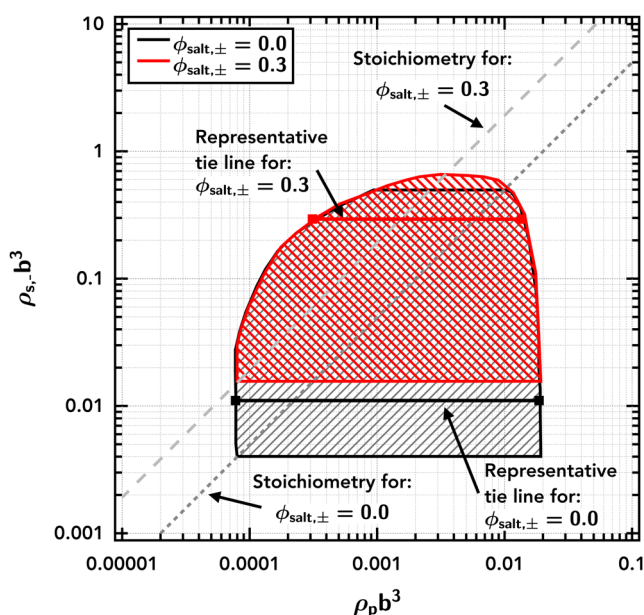 10
1
0.1
0.01
0.001
ρs,-b³
ϕsalt,± = 0.0
ϕsalt,± = 0.3
Stoichiometry for:
ϕsalt,± = 0.3
Representative
tie line for:
ϕsalt,± = 0.3
Stoichiometry for:
ϕsalt,± = 0.0
Representative
tie line for:
ϕsalt,± = 0.0
0.00001 0.0001 0.001 0.01 0.1
ρpb³